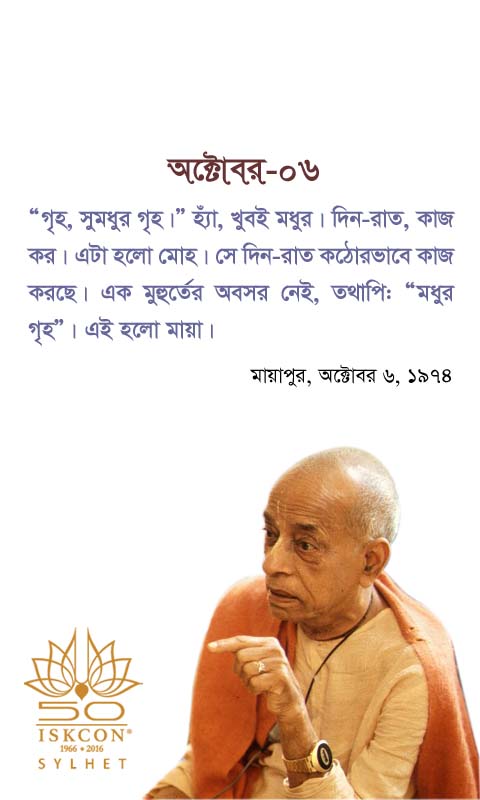 অক্টোবর-০৬
“গৃহ, সুমধুর গৃহ।” হ্যাঁ, খুবই মধুর। দিন-রাত, কাজ
কর। এটা হলো মোহ। সে দিন-রাত কঠোরভাবে কাজ
করছে। এক মুহুর্তের অবসর নেই, তথাপি: “মধুর
গৃহ”। এই হলো মায়া।
মায়াপুর, অক্টোবর ৬, ১৯৭৪
50
ISKCON®
1966 • 2016
SYLHET